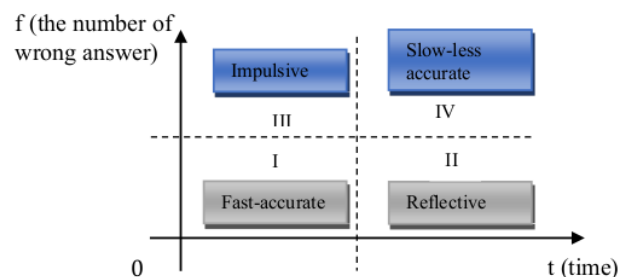 f (the number of
wrong answer)
Impulsive
Slow-less
accurate
III
IV
I
II
Fast-accurate
Reflective
0
t (time)